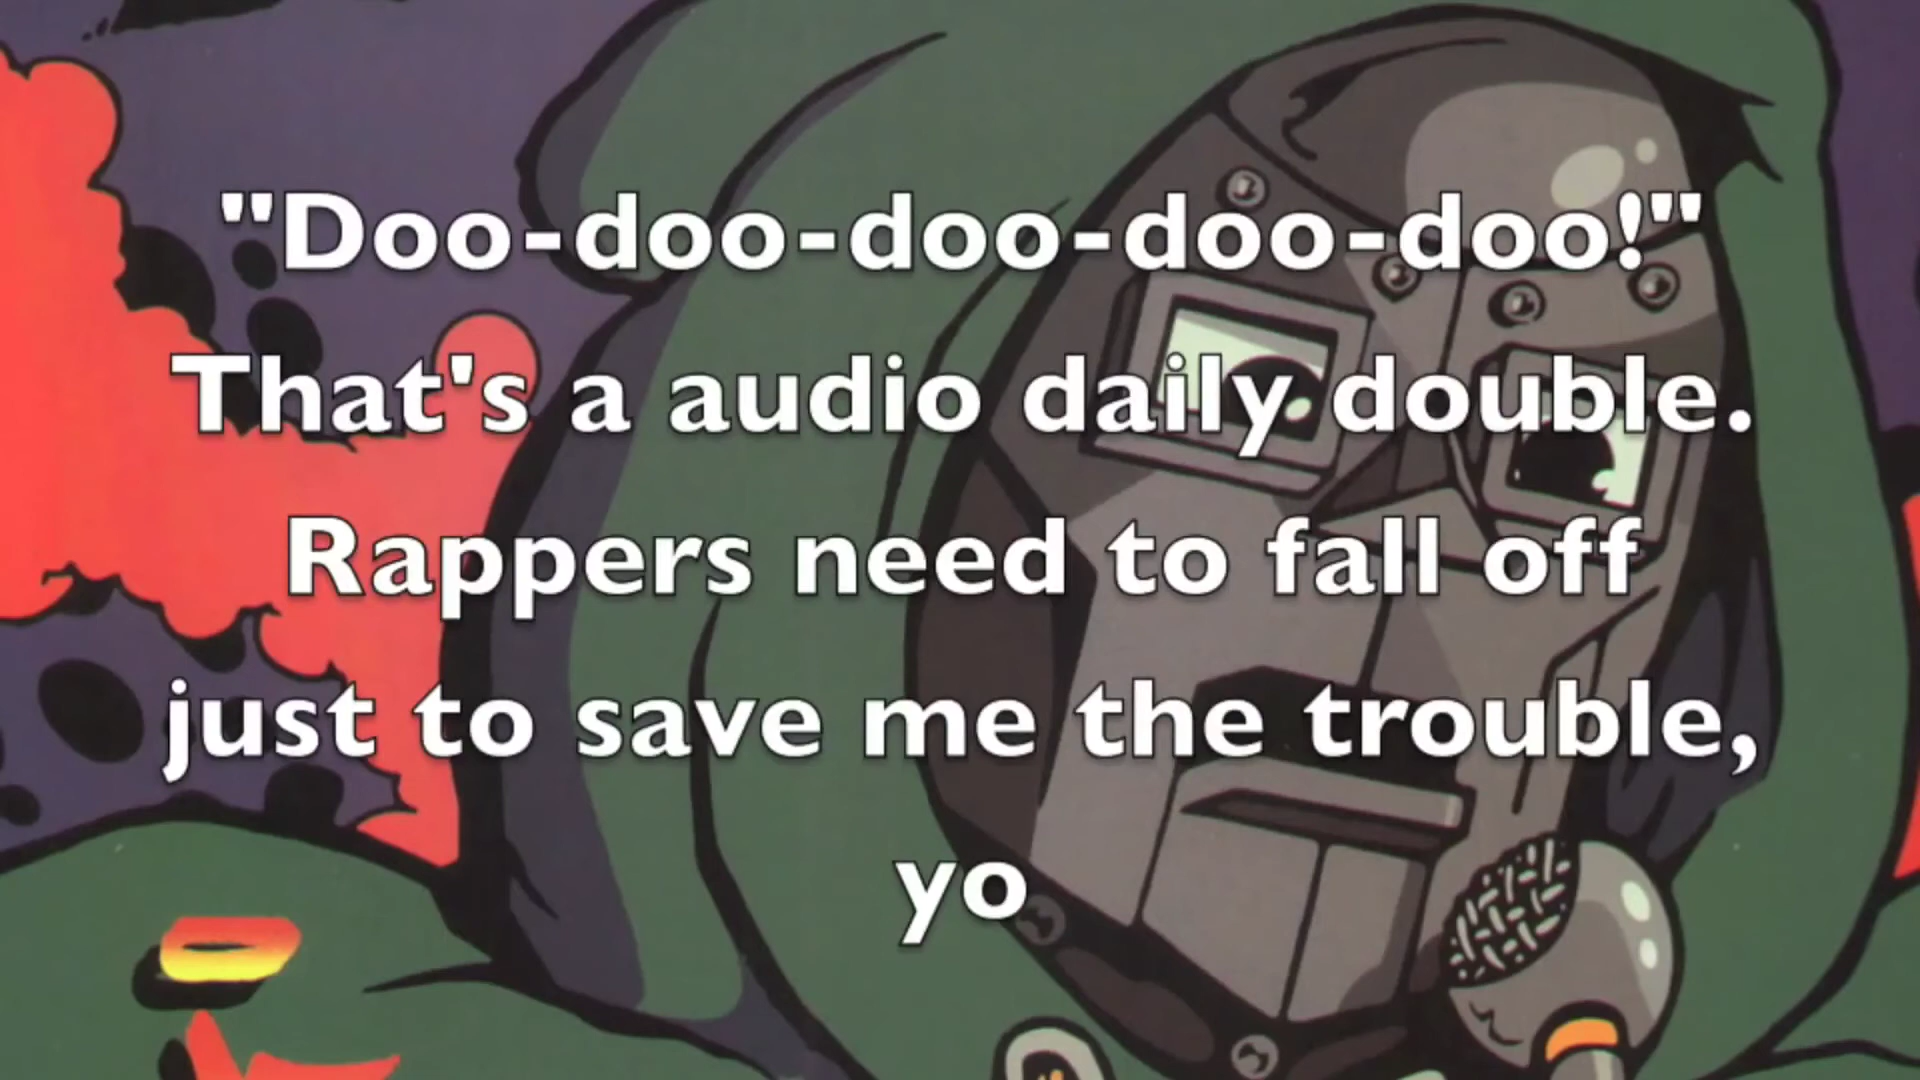 "Doo-doo-doo-doo-doo!"
That's a audio daily double.
Rappers need to fall off
just to save me the trouble,
yo